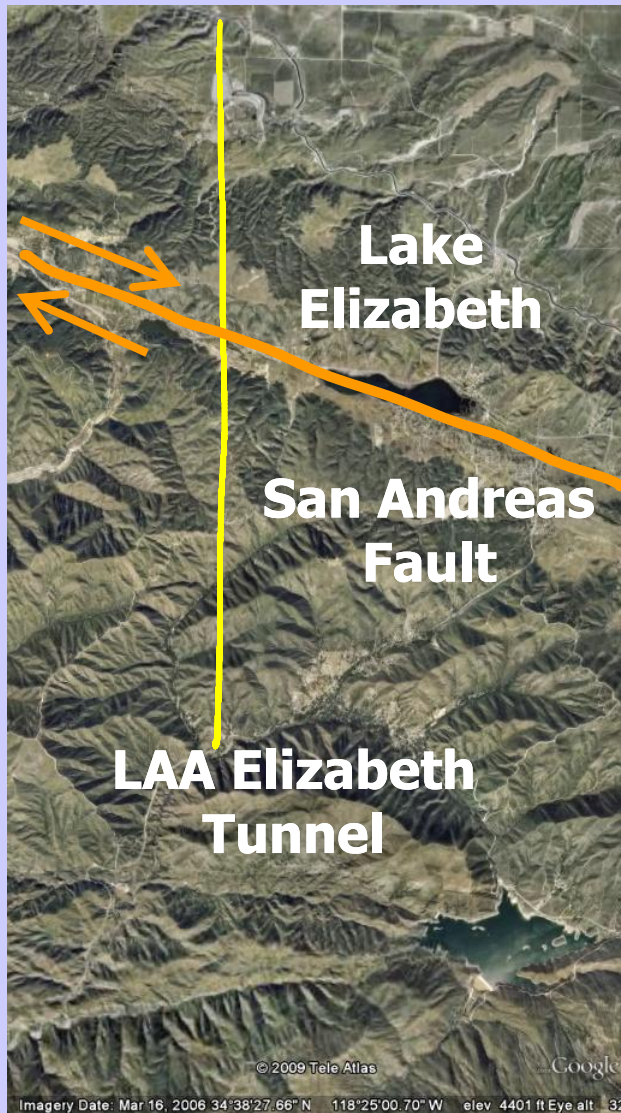 Lake
Elizabeth
San Andreas
Fault
LAA Elizabeth
Tunnel
© 2009 Tele Atlas
Google
Imagery Date: Mar 16, 2006 34°38'27.66" N 118°25'00.70" W elev 4401 ft Eye alt